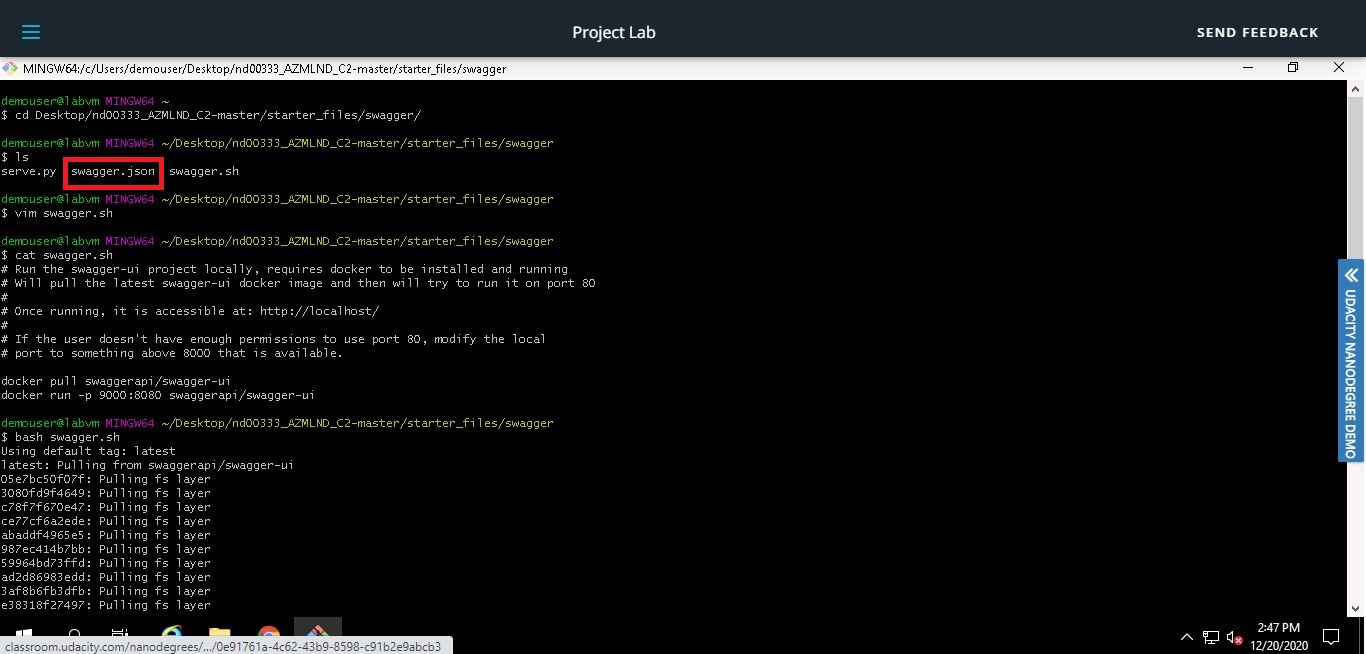 Project Lab
SEND FEEDBACK
MINGW64:/c/Users/demouser/Desktop/nd00333_AZMLND_C2-master/starter_files/swagger
demouser@labvm MINGW64 ~
$ cd Desktop/nd00333_AZMLND_C2-master/starter_files/swagger/
demouser@labvm MINGW64 ~/Desktop/nd00333_AZMLND_C2-master/starter_files/swagger
$ ls
serve.py swagger.json swagger.sh
demouser@labvm MINGW64 ~/Desktop/nd00333_AZMLND_C2-master/starter_files/swagger
$ vim swagger.sh
demouser@labvm MINGW64 ~/Desktop/nd00333_AZMLND_C2-master/starter_files/swagger
$ cat swagger.sh
# Run the swagger-ui project locally, requires docker to be installed and running
# Will pull the latest swagger-ui docker image and then will try to run it on port 80
#
# Once running, it is accessible at: http://localhost/
#
# If the user doesn't have enough permissions to use port 80, modify the local
# port to something above 8000 that is available.
docker pull swaggerapi/swagger-ui
docker run -p 9000:8080 swaggerapi/swagger-ui
demouser@labvm MINGW64 ~/Desktop/nd00333_AZMLND_C2-master/starter_files/swagger
$ bash swagger.sh
Using default tag: latest
latest: Pulling from swaggerapi/swagger-ui
05e7bc50f07f: Pulling fs layer
3080fd9f4649: Pulling fs layer
c78f7f670e47: Pulling fs layer
ce77cf6a2ede: Pulling fs layer
abaddf4965e5: Pulling fs layer
987ec414b7bb: Pulling fs layer
59964bd73ffd: Pulling fs layer
ad2d86983edd: Pulling fs layer
3af8b6fb3dfb: Pulling fs layer
e38318f27497: Pulling fs layer
UDACITY NANODEGREE DEMO
2:47 PM
12/20/2020
classroom.udacity.com/nanodegrees/.../0e91761a-4c62-43b9-8598-c91b2e9abcb3